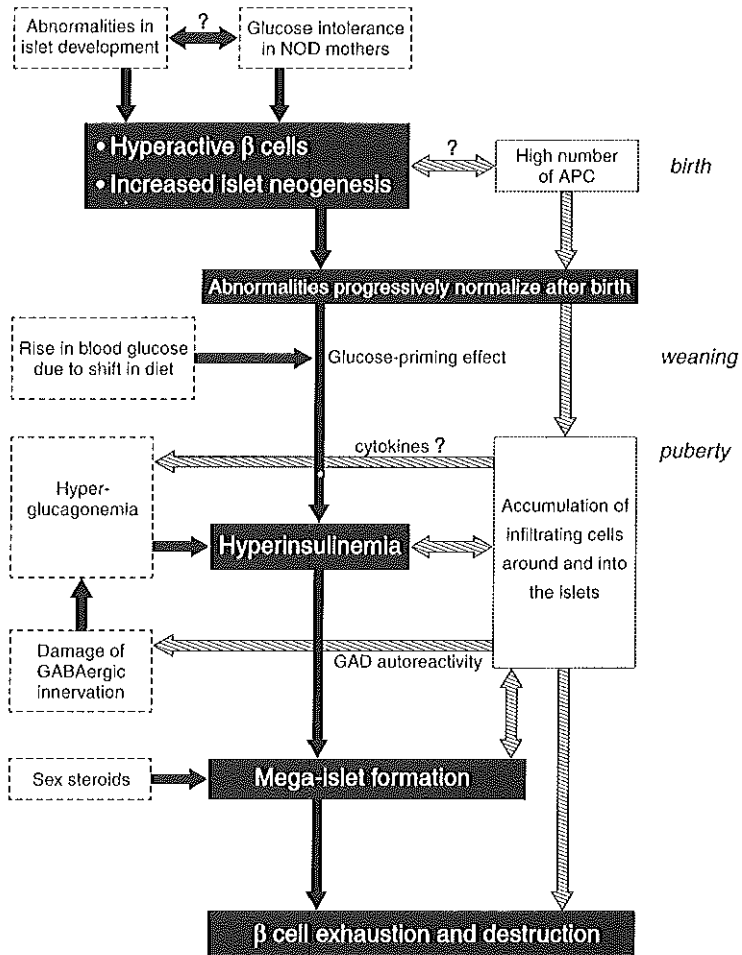 Abnormalities in
islet development
?
Glucose intolerance
in NOD mothers
• Hyperactive β cells
• Increased islet neogenesis
?
High number
of APC
birth
Abnormalities progressively normalize after birth
Rise in blood glucose
due to shift in diet
Glucose-priming effect
weaning
cytokines ?
puberty
Hyper-
glucagonemia
Accumulation of
infiltrating cells
around and into
the islets
Hyperinsulinemia
Damage of
GABAergic
innervation
GAD autoreactivity
Sex steroids
Mega-islet formation
β cell exhaustion and destruction